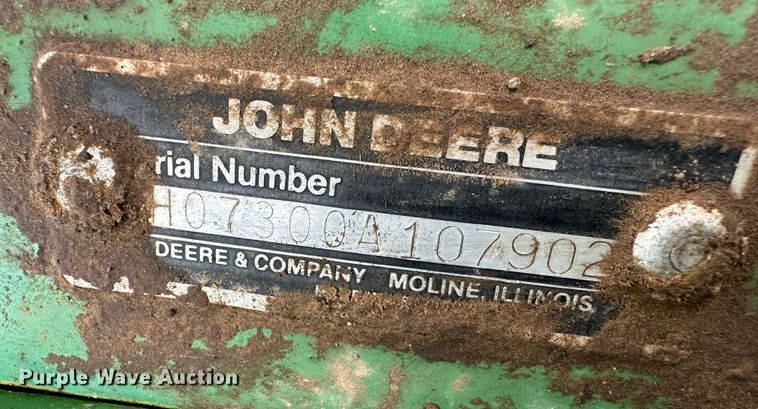 JOHN DEERE
rial Number
H07300A107902
DEERE & COMPANY MOLINE, ILLINOIS
Purple Wave Auction